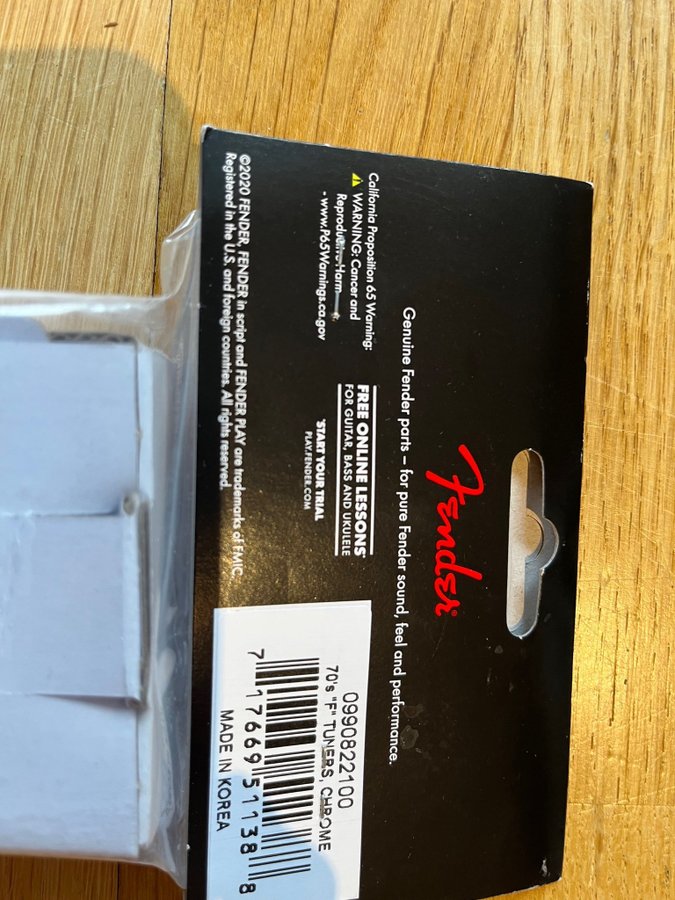 Fender
Genuine Fender parts – for pure Fender sound, feel and performance.
California Proposition 65 Warning:
WARNING: Cancer and
Reproductive Harm
- www.P65Warnings.ca.gov
FREE ONLINE LESSONS*
FOR GUITAR, BASS AND UKULELE
*START YOUR TRIAL
PLAY.FENDER.COM
©2020 FENDER, FENDER in script and FENDER PLAY are trademarks of FMIC.
Registered in the U.S. and foreign countries. All rights reserved.
0990822100
70's "F" TUNERS, CHROME
7 17669 51138 8
MADE IN KOREA